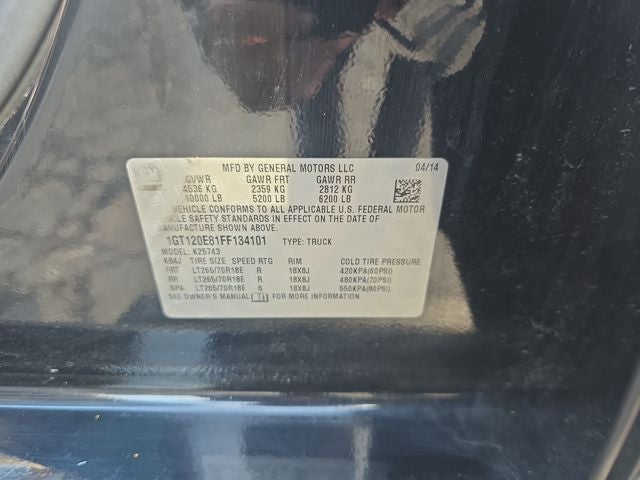 MFD BY GENERAL MOTORS LLC 04/14
GVWR GAWR FRT GAWR RR
4536 KG 2359 KG 2812 KG
10000 LB 5200 LB 6200 LB
VEHICLE CONFORMS TO ALL APPLICABLE U.S. FEDERAL MOTOR
VEHICLE SAFETY STANDARDS IN EFFECT ON THE DATE OF
MANUFACTURE SHOWN ABOVE.
1GT120E81FF134101 TYPE: TRUCK
MODEL: K25743
KB4J TIRE SIZE SPEED RTG RIM COLD TIRE PRESSURE
FRT LT265/70R18E R 18X8J 420KPA(60PSI)
RR LT265/70R18E R 18X8J 480KPA(70PSI)
SPA LT265/70R18E S 18X8J 550KPA(80PSI)
SEE OWNER'S MANUAL FOR MORE INFORMATION.